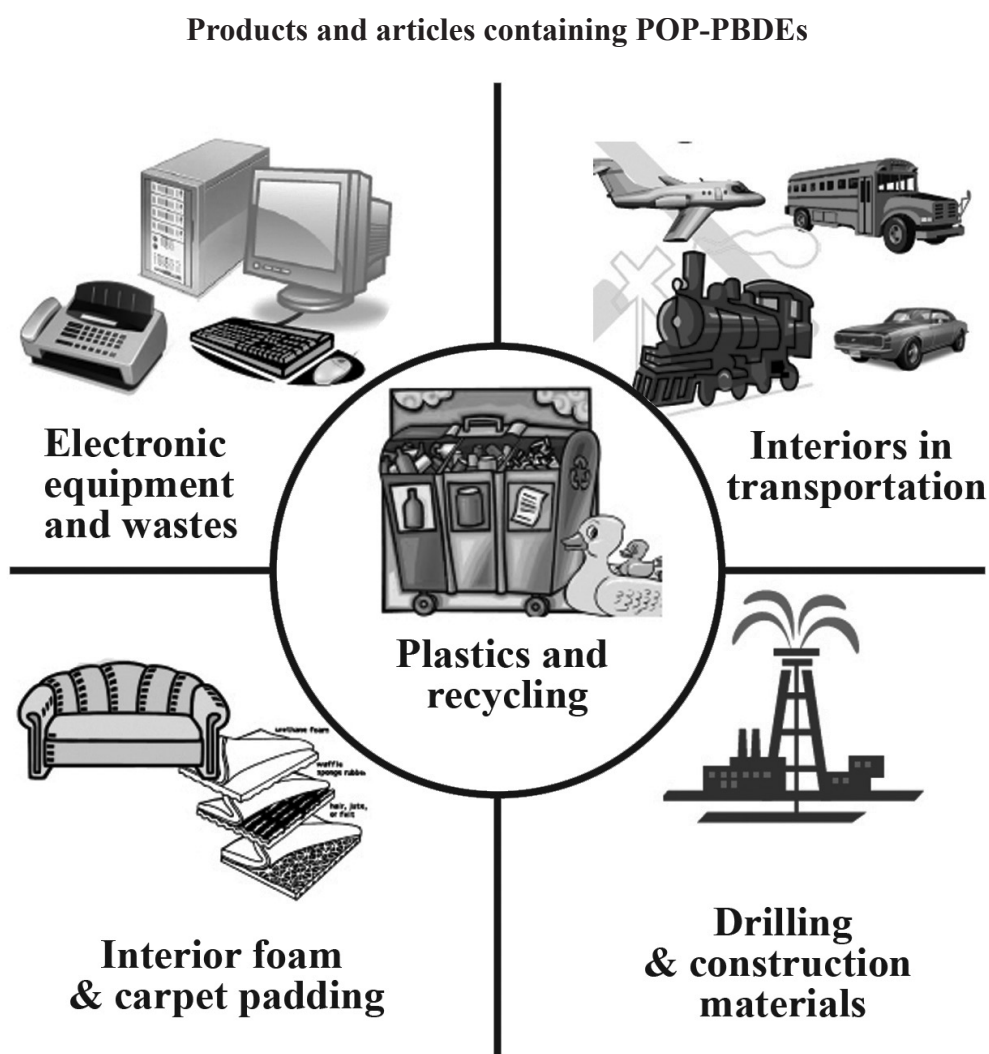 Products and articles containing POP-PBDEs
Electronic
equipment
and wastes
Interiors in
transportation
Plastics and
recycling
urethane foam
waffle
sponge rubber
hair, jute,
or felt
Interior foam
& carpet padding
Drilling
& construction
materials